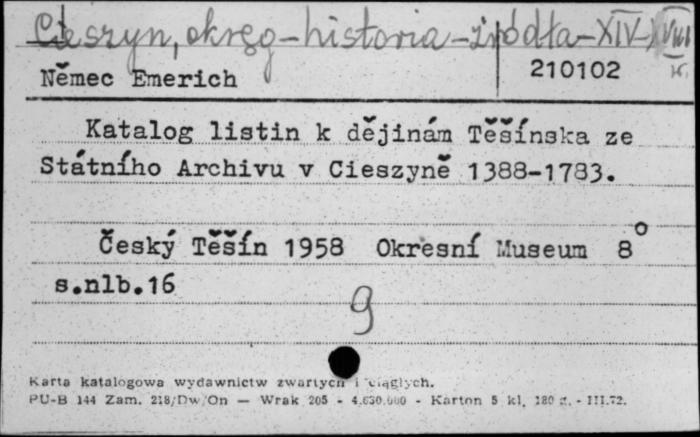 Cieszyn, okręg-historia-źródła-XIV-XVIII
w.
Němec Emerich
210102
Katalog listin k dějinám Těšínska ze
Státního Archivu v Cieszyně 1388-1783.
Český Těšín 1958 Okresní Museum 8°
s.nlb.16
9
Karta katalogowa wydawnictw zwartych i ciągłych.
PU-B 144 Zam. 218/Dw/On — Wrak 205 - 4.630.000 - Karton 5 kl. 180 g. - III.72.